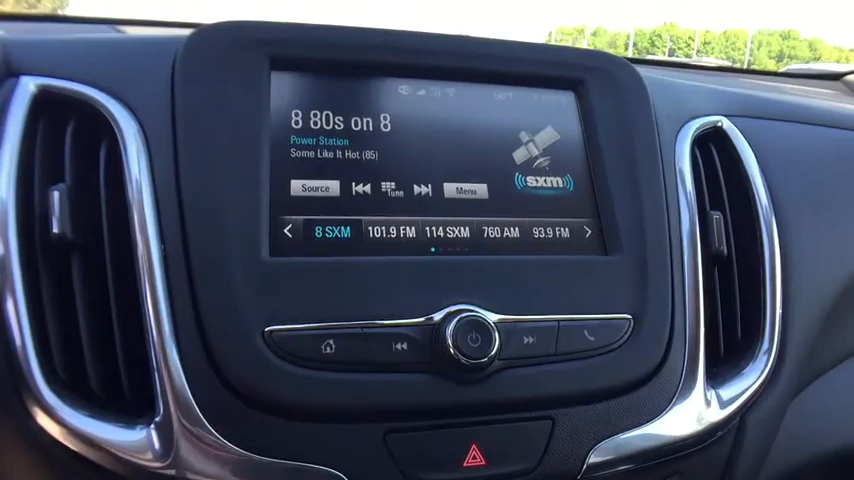 8 80s on 8
Power Station
Some Like It Hot (85)
sxm
Source
Tune
Menu
8 SXM 101.9 FM 114 SXM 760 AM 93.9 FM